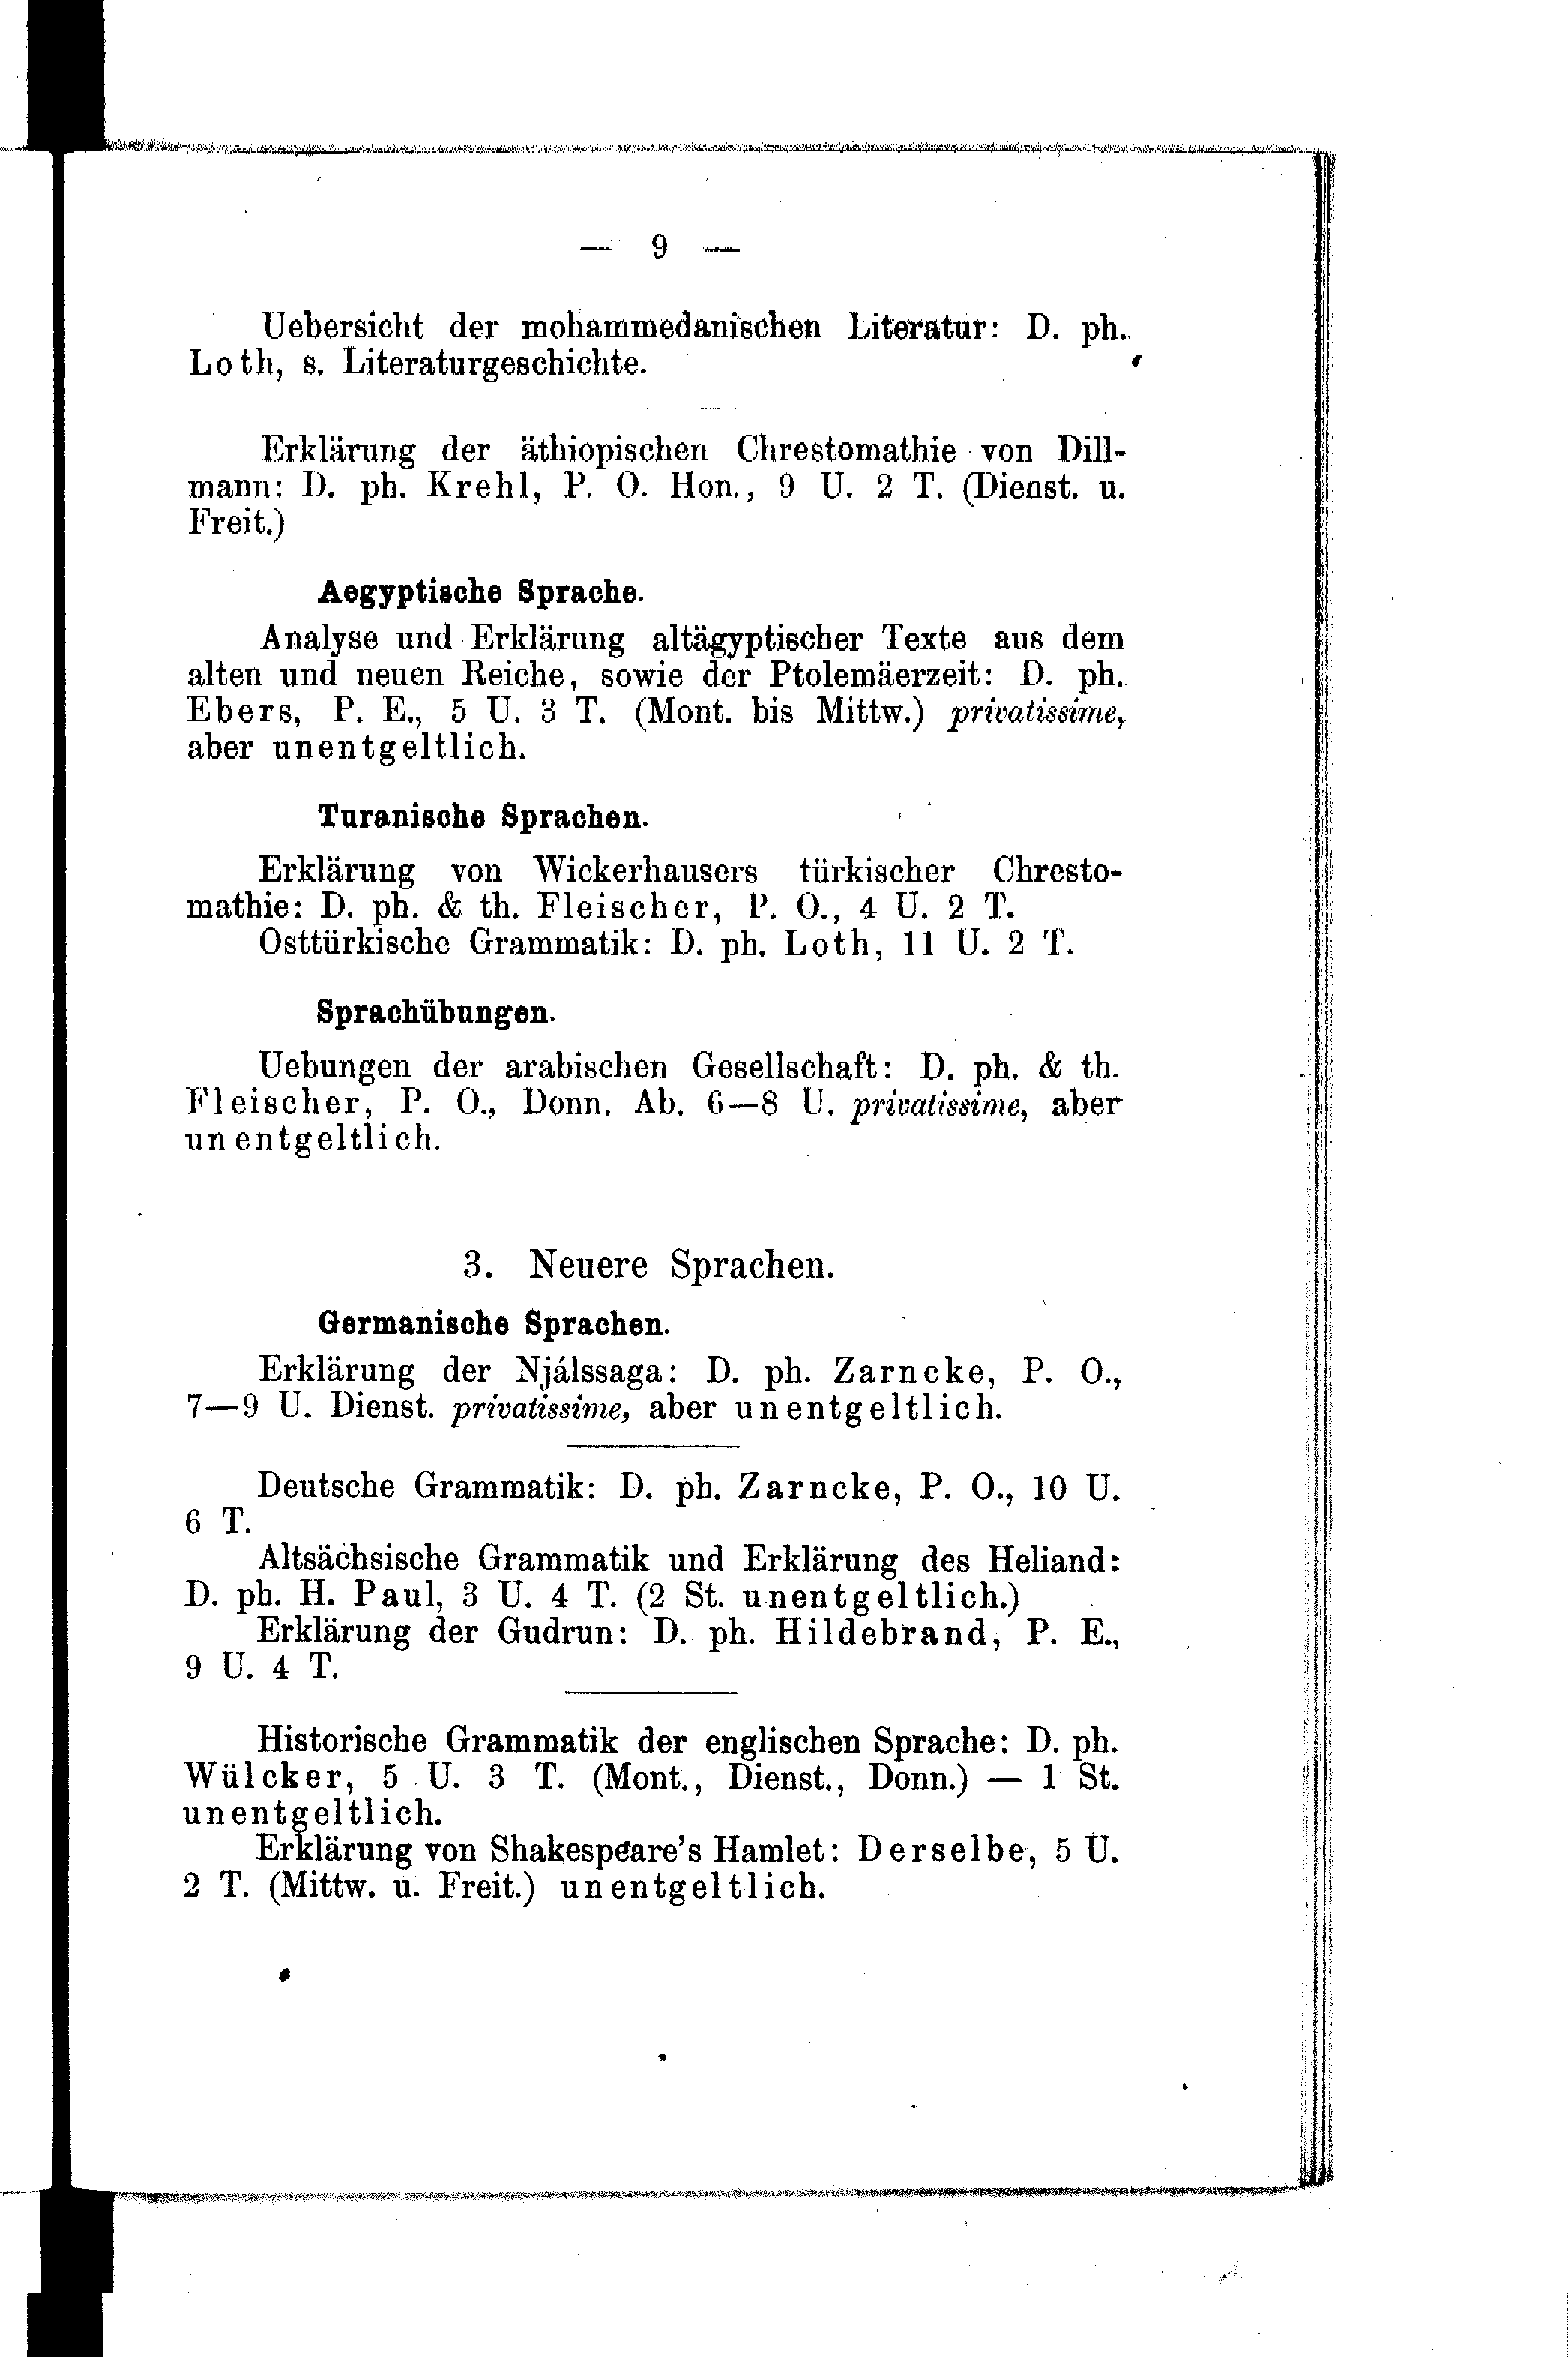 — 9 —
Uebersicht der mohammedanischen Literatur: D. ph.
Loth, s. Literaturgeschichte.
Erklärung der äthiopischen Chrestomathie von Dill-
mann: D. ph. Krehl, P. O. Hon., 9 U. 2 T. (Dienst. u.
Freit.)
Aegyptische Sprache.
Analyse und Erklärung altägyptischer Texte aus dem
alten und neuen Reiche, sowie der Ptolemäerzeit: D. ph.
Ebers, P. E., 5 U. 3 T. (Mont. bis Mittw.) privatissime,
aber unentgeltlich.
Turanische Sprachen.
Erklärung von Wickerhausers türkischer Chresto-
mathie: D. ph. & th. Fleischer, P. O., 4 U. 2 T.
Osttürkische Grammatik: D. ph. Loth, 11 U. 2 T.
Sprachübungen.
Uebungen der arabischen Gesellschaft: D. ph. & th.
Fleischer, P. O., Donn. Ab. 6—8 U. privatissime, aber
unentgeltlich.
3. Neuere Sprachen.
Germanische Sprachen.
Erklärung der Njálssaga: D. ph. Zarncke, P. O.,
7—9 U. Dienst. privatissime, aber unentgeltlich.
Deutsche Grammatik: D. ph. Zarncke, P. O., 10 U.
6 T.
Altsächsische Grammatik und Erklärung des Heliand:
D. ph. H. Paul, 3 U. 4 T. (2 St. unentgeltlich.)
Erklärung der Gudrun: D. ph. Hildebrand, P. E.,
9 U. 4 T.
Historische Grammatik der englischen Sprache: D. ph.
Wülcker, 5 U. 3 T. (Mont., Dienst., Donn.) — 1 St.
unentgeltlich.
Erklärung von Shakespeare's Hamlet: Derselbe, 5 U.
2 T. (Mittw. u. Freit.) unentgeltlich.